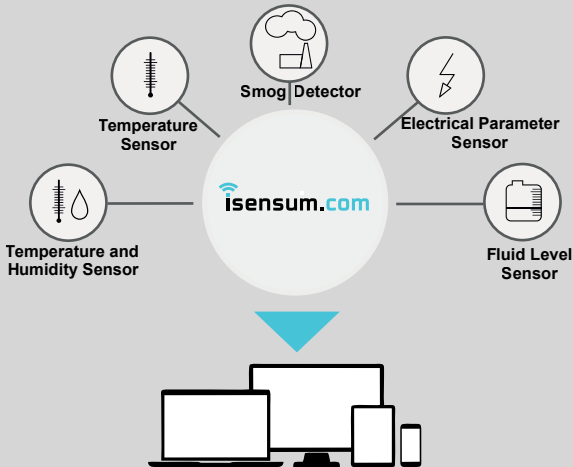 Smog Detector
Temperature
Sensor
Electrical Parameter
Sensor
isensum.com
Temperature and
Humidity Sensor
Fluid Level
Sensor